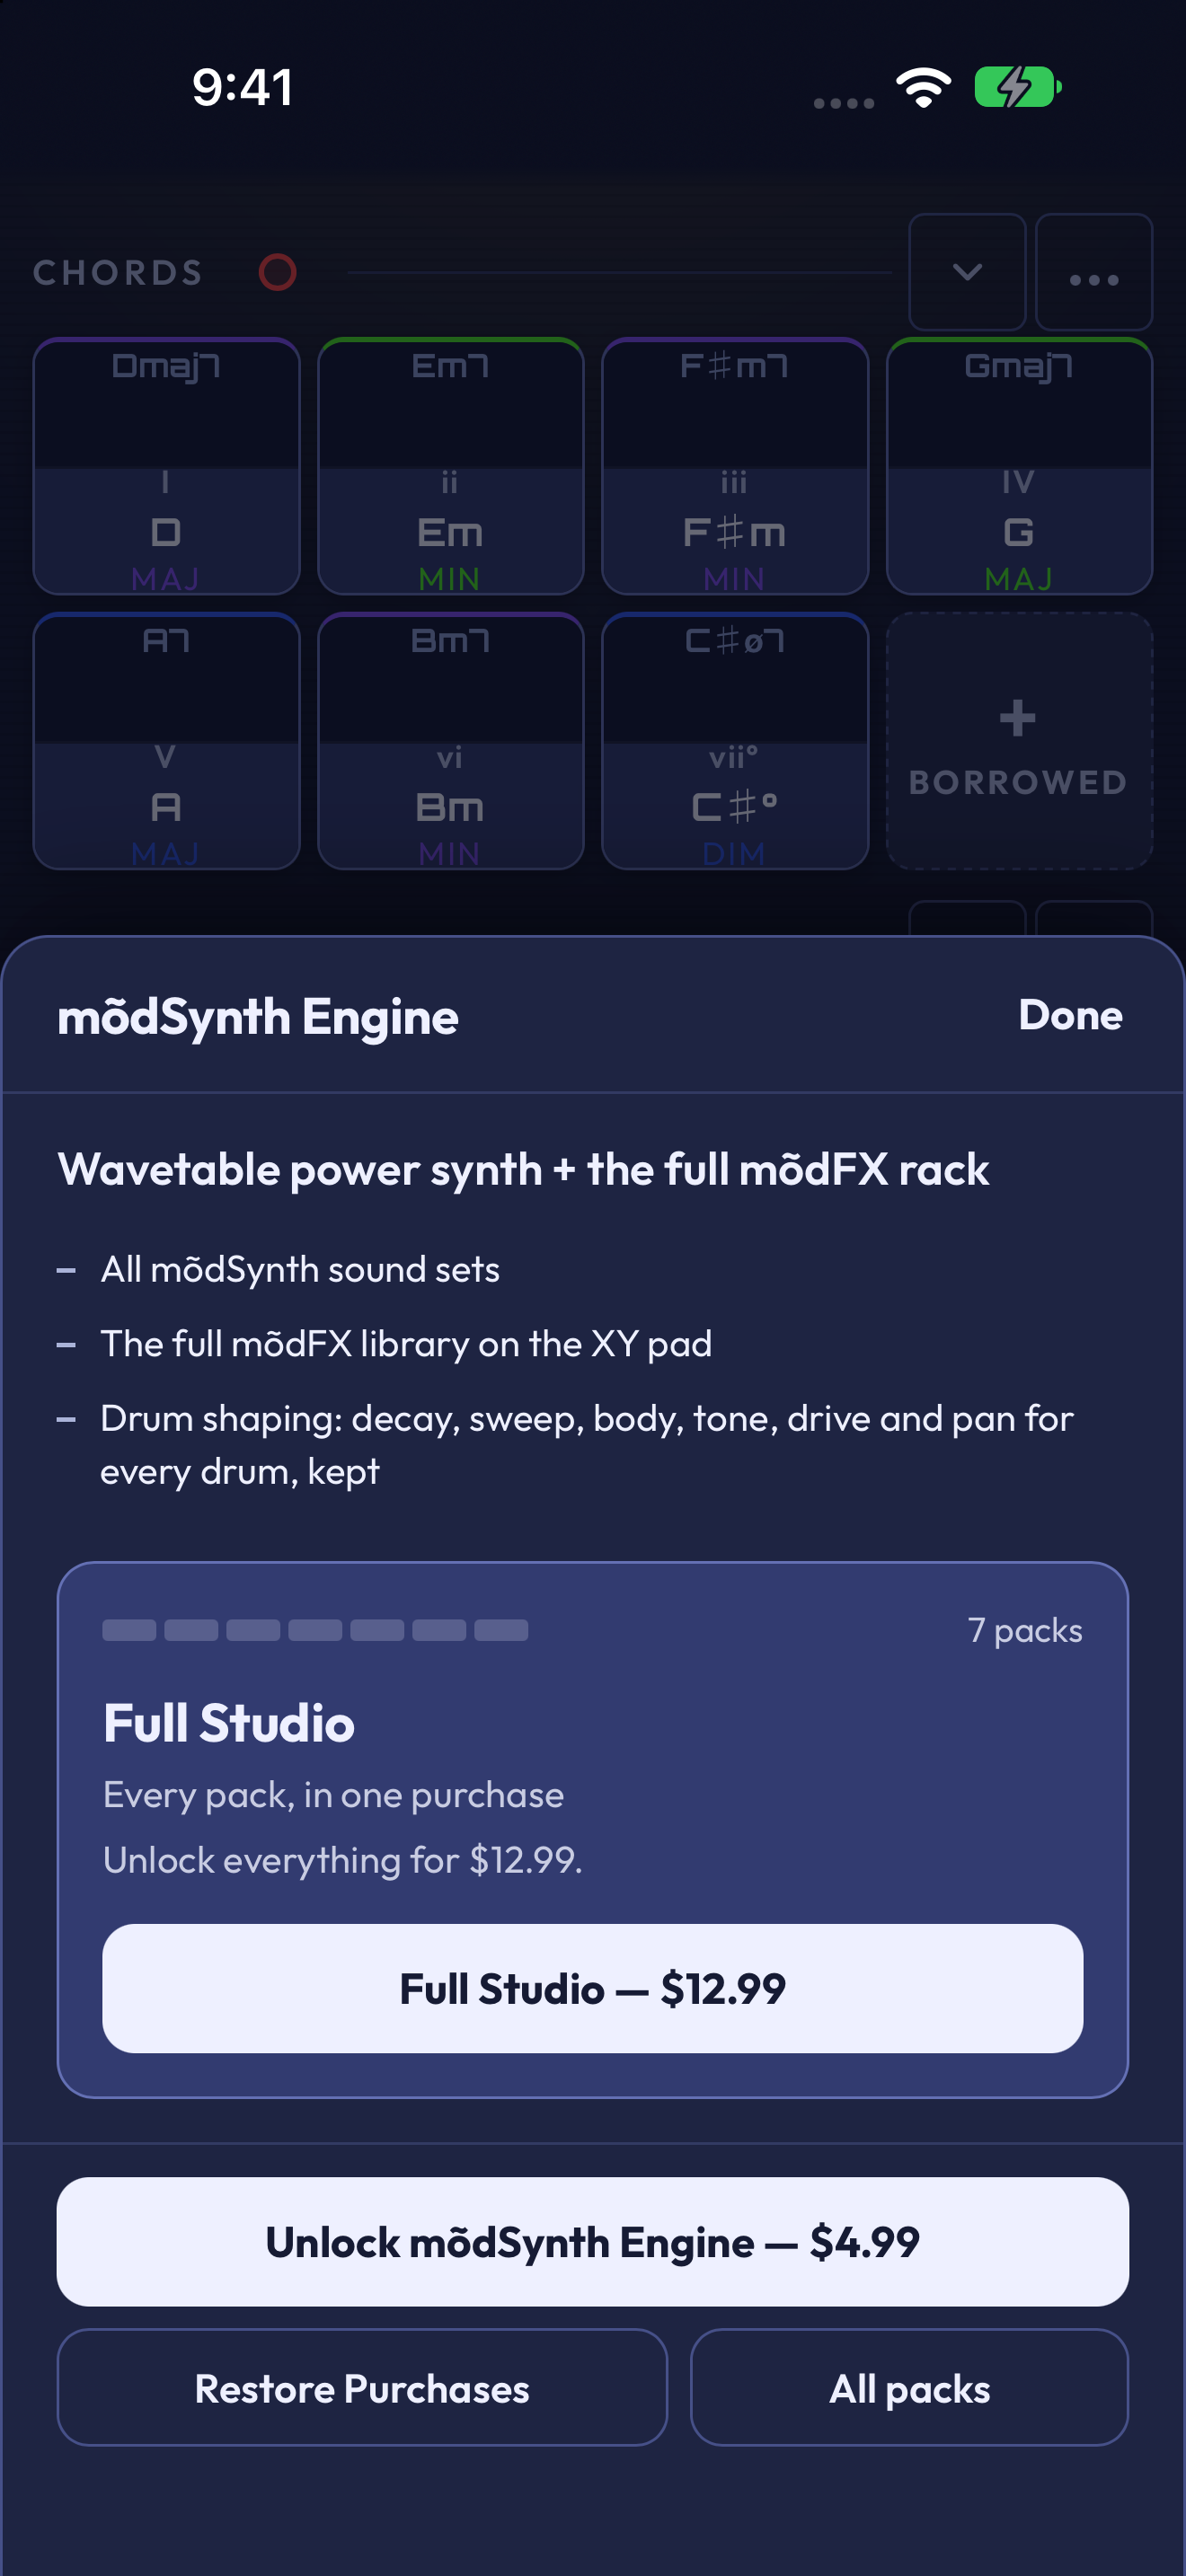 9:41
CHORDS
Dmaj7 Em7 F♯m7 Gmaj7
I ii iii IV
D Em F♯m G
MAJ MIN MIN MAJ
A7 Bm7 C♯ø7
V vi vii°
A Bm C♯°
MAJ MIN DIM
+
BORROWED
mõdSynth Engine
Done
Wavetable power synth + the full mõdFX rack
– All mõdSynth sound sets
– The full mõdFX library on the XY pad
– Drum shaping: decay, sweep, body, tone, drive and pan for
every drum, kept
7 packs
Full Studio
Every pack, in one purchase
Unlock everything for $12.99.
Full Studio — $12.99
Unlock mõdSynth Engine — $4.99
Restore Purchases
All packs